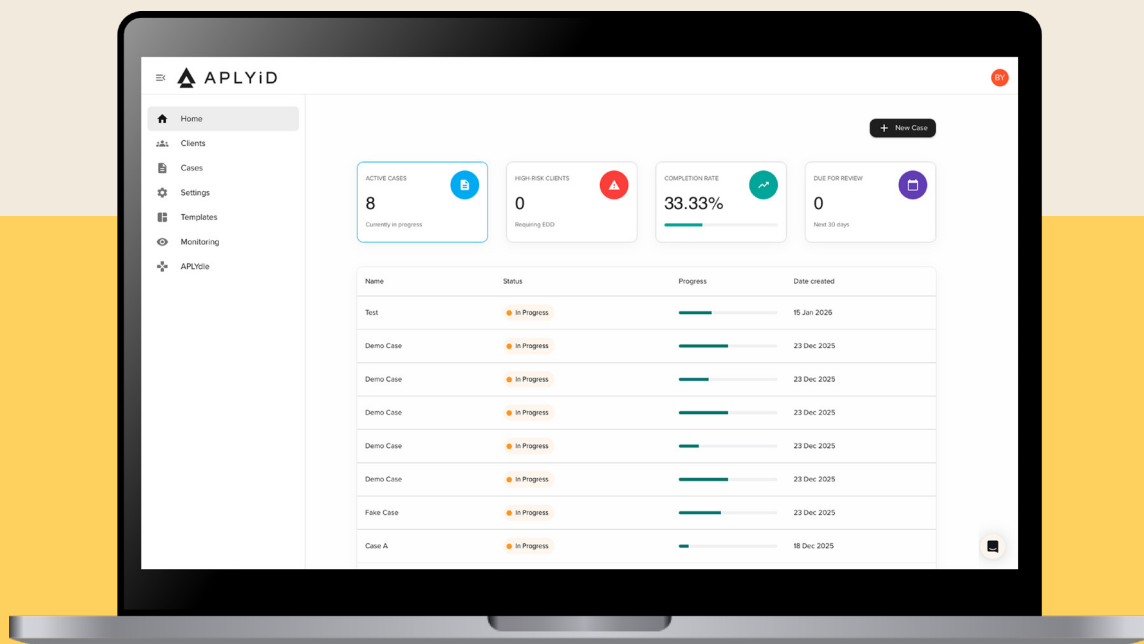 APLYiD
BY
Home
Clients
Cases
Settings
Templates
Monitoring
APLYdle
+ New Case
ACTIVE CASES
8
Currently in progress
HIGH-RISK CLIENTS
0
Requiring EDD
COMPLETION RATE
33.33%
DUE FOR REVIEW
0
Next 30 days
Name Status Progress Date created
Test In Progress 15 Jan 2026
Demo Case In Progress 23 Dec 2025
Demo Case In Progress 23 Dec 2025
Demo Case In Progress 23 Dec 2025
Demo Case In Progress 23 Dec 2025
Demo Case In Progress 23 Dec 2025
Fake Case In Progress 23 Dec 2025
Case A In Progress 18 Dec 2025